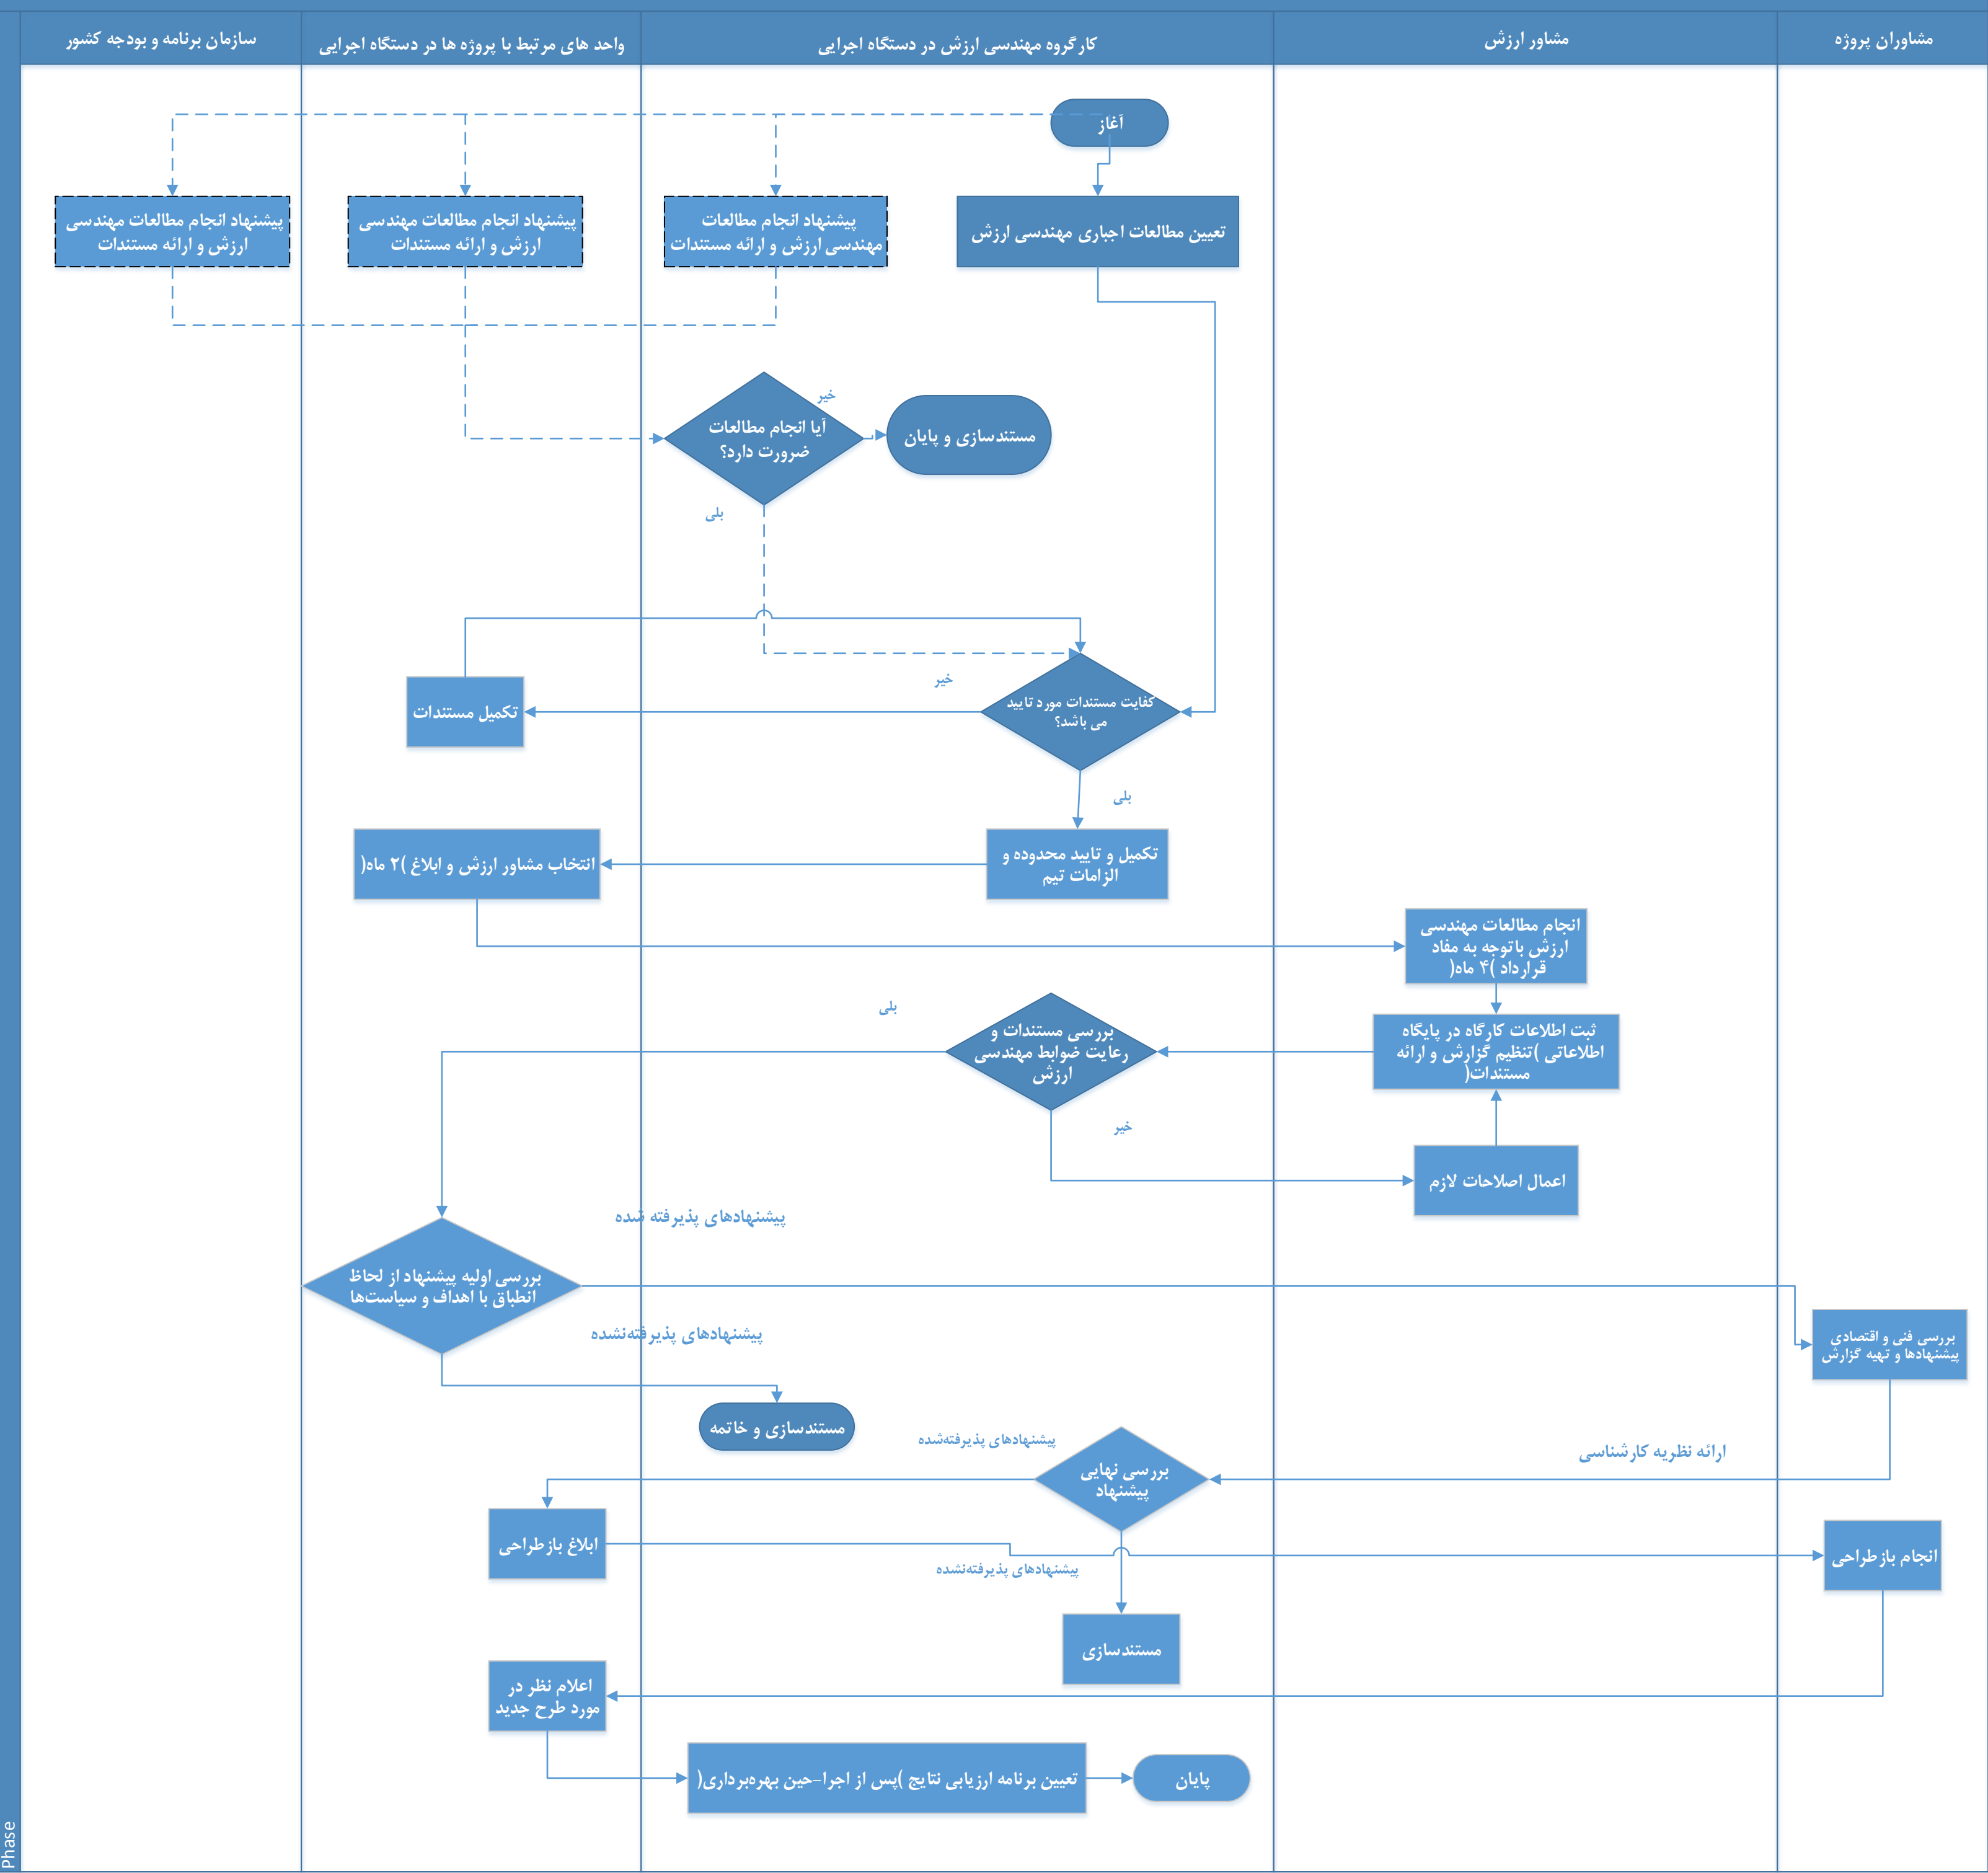 مشاوران پروژه
مشاور ارزش
کارگروه مهندسی ارزش در دستگاه اجرایی
واحد های مرتبط با پروژه ها در دستگاه اجرایی
سازمان برنامه و بودجه کشور
آغاز
تعیین مطالعات اجباری مهندسی ارزش
پیشنهاد انجام مطالعات
مهندسی ارزش و ارائه مستندات
پیشنهاد انجام مطالعات مهندسی
ارزش و ارائه مستندات
پیشنهاد انجام مطالعات مهندسی
ارزش و ارائه مستندات
خیر
آیا انجام مطالعات
ضرورت دارد؟
مستندسازی و پایان
بلی
خیر
کفایت مستندات مورد تایید
می باشد؟
تکمیل مستندات
بلی
تکمیل و تایید محدوده و
الزامات تیم
انتخاب مشاور ارزش و ابلاغ )۲ ماه(
انجام مطالعات مهندسی
ارزش باتوجه به مفاد
قرارداد )۴ ماه(
بلی
ثبت اطلاعات کارگاه در پایگاه
اطلاعاتی )تنظیم گزارش و ارائه
مستندات(
بررسی مستندات و
رعایت ضوابط مهندسی
ارزش
خیر
اعمال اصلاحات لازم
پیشنهادهای پذیرفته شده
بررسی اولیه پیشنهاد از لحاظ
انطباق با اهداف و سیاست‌ها
پیشنهادهای پذیرفته‌نشده
بررسی فنی و اقتصادی
پیشنهادها و تهیه گزارش
مستندسازی و خاتمه
پیشنهادهای پذیرفته‌شده
ارائه نظریه کارشناسی
بررسی نهایی
پیشنهاد
ابلاغ بازطراحی
انجام بازطراحی
پیشنهادهای پذیرفته‌نشده
مستندسازی
اعلام نظر در
مورد طرح جدید
تعیین برنامه ارزیابی نتایج )پس از اجرا-حین بهره‌برداری(
پایان
Phase